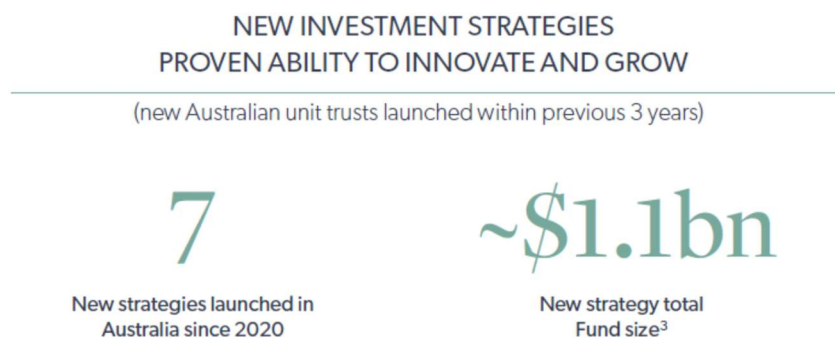 NEW INVESTMENT STRATEGIES
PROVEN ABILITY TO INNOVATE AND GROW
(new Australian unit trusts launched within previous 3 years)
7
~$1.1bn
New strategies launched in
Australia since 2020
New strategy total
Fund size³